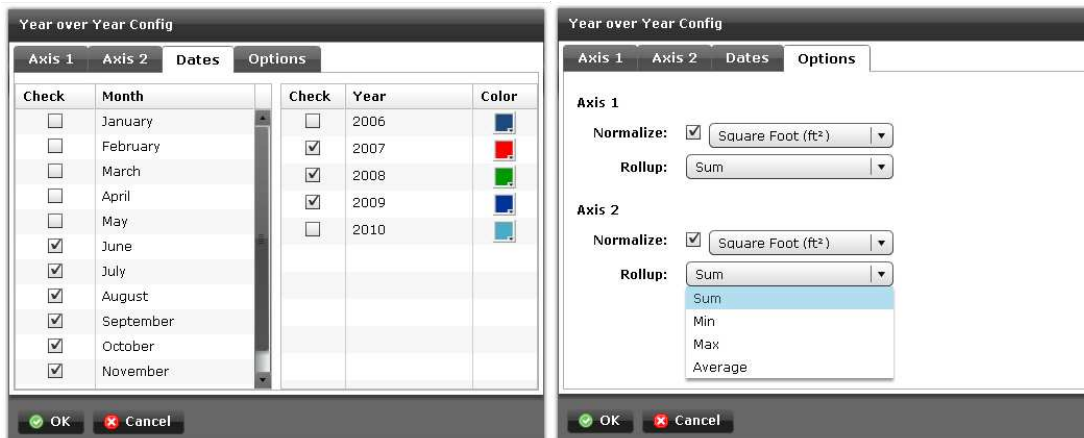 Year over Year Config
Axis 1 Axis 2 Dates Options
Check Month Check Year Color
January 2006
February 2007
March 2008
April 2009
May 2010
June
July
August
September
October
November
OK Cancel
Year over Year Config
Axis 1 Axis 2 Dates Options
Axis 1
Normalize: Square Foot (ft²)
Rollup: Sum
Axis 2
Normalize: Square Foot (ft²)
Rollup: Sum
Sum
Min
Max
Average
OK Cancel